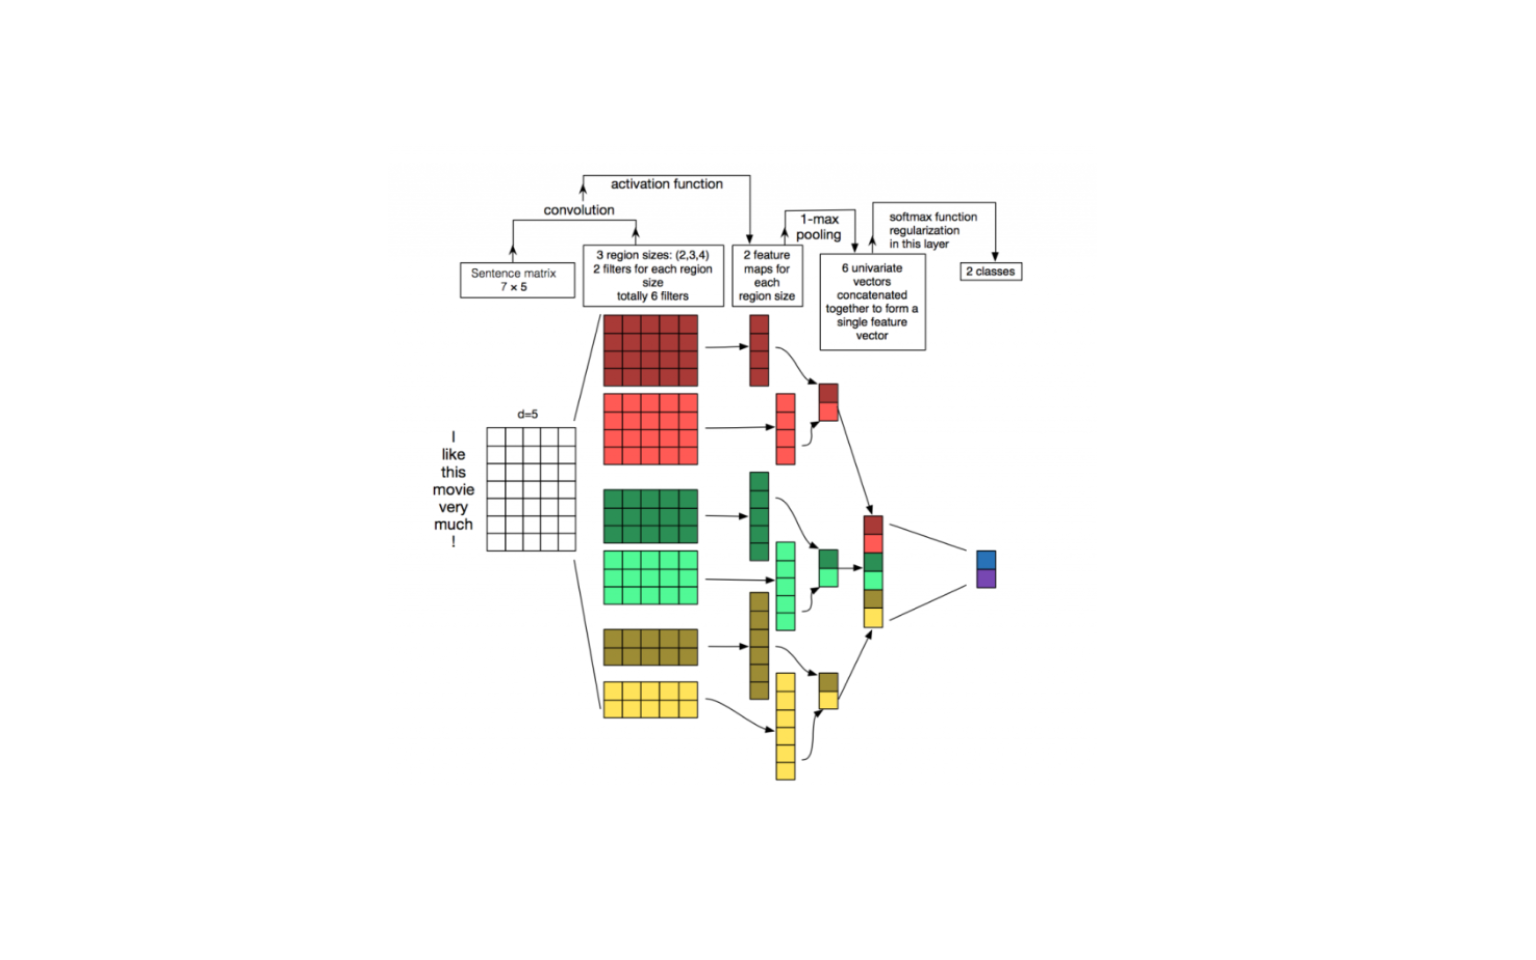 activation function
convolution
1-max
pooling
softmax function
regularization
in this layer
Sentence matrix
7 × 5
3 region sizes: (2,3,4)
2 filters for each region
size
totally 6 filters
2 feature
maps for
each
region size
6 univariate
vectors
concatenated
together to form a
single feature
vector
2 classes
d=5
I
like
this
movie
very
much
!